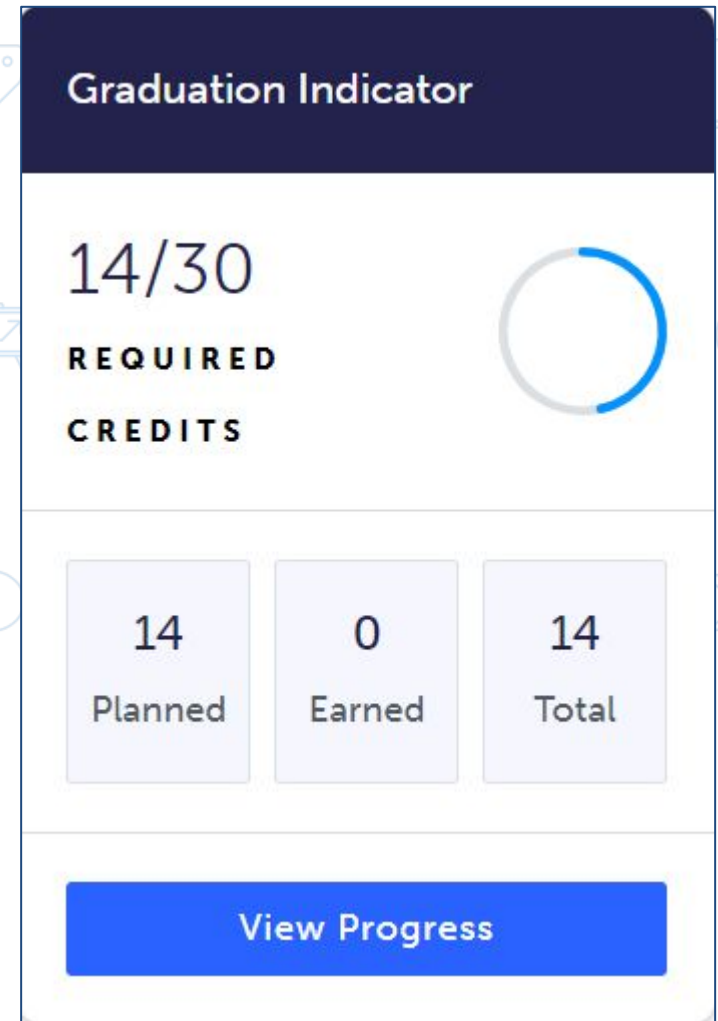 Graduation Indicator
14/30
REQUIRED
CREDITS
14 0 14
Planned Earned Total
View Progress